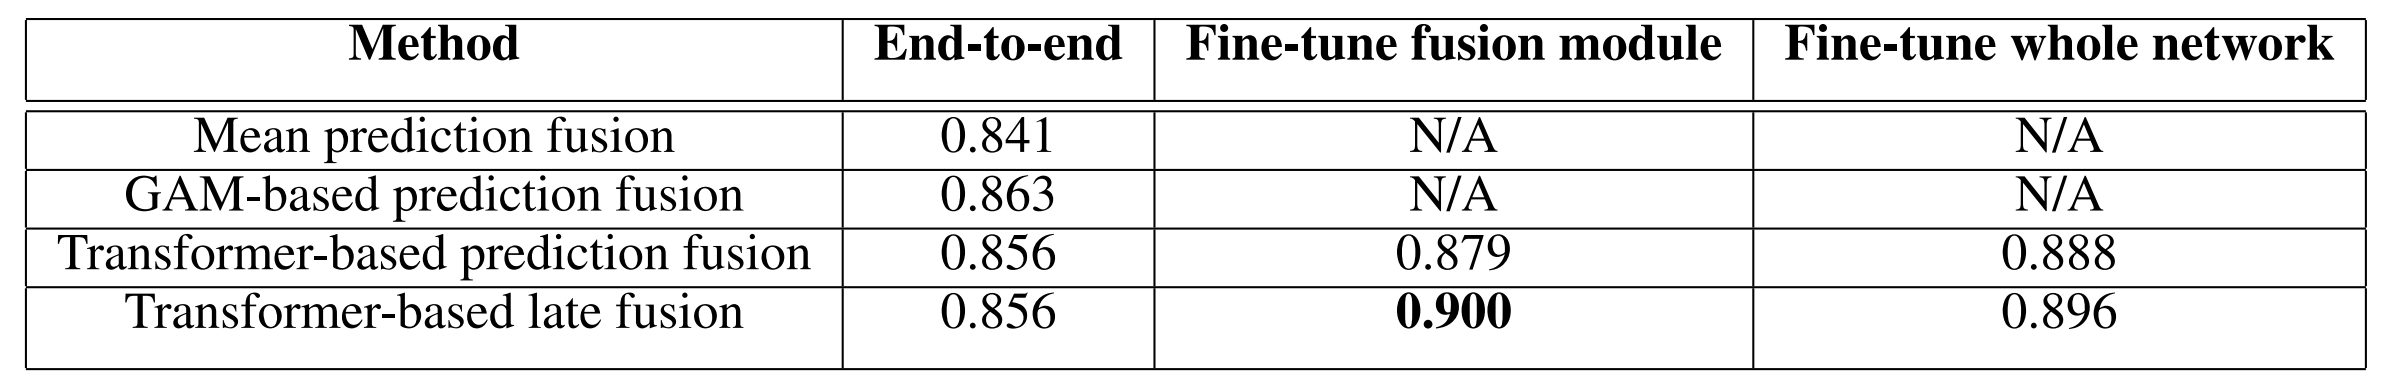 Method End-to-end Fine-tune fusion module Fine-tune whole network
Mean prediction fusion 0.841 N/A N/A
GAM-based prediction fusion 0.863 N/A N/A
Transformer-based prediction fusion 0.856 0.879 0.888
Transformer-based late fusion 0.856 0.900 0.896